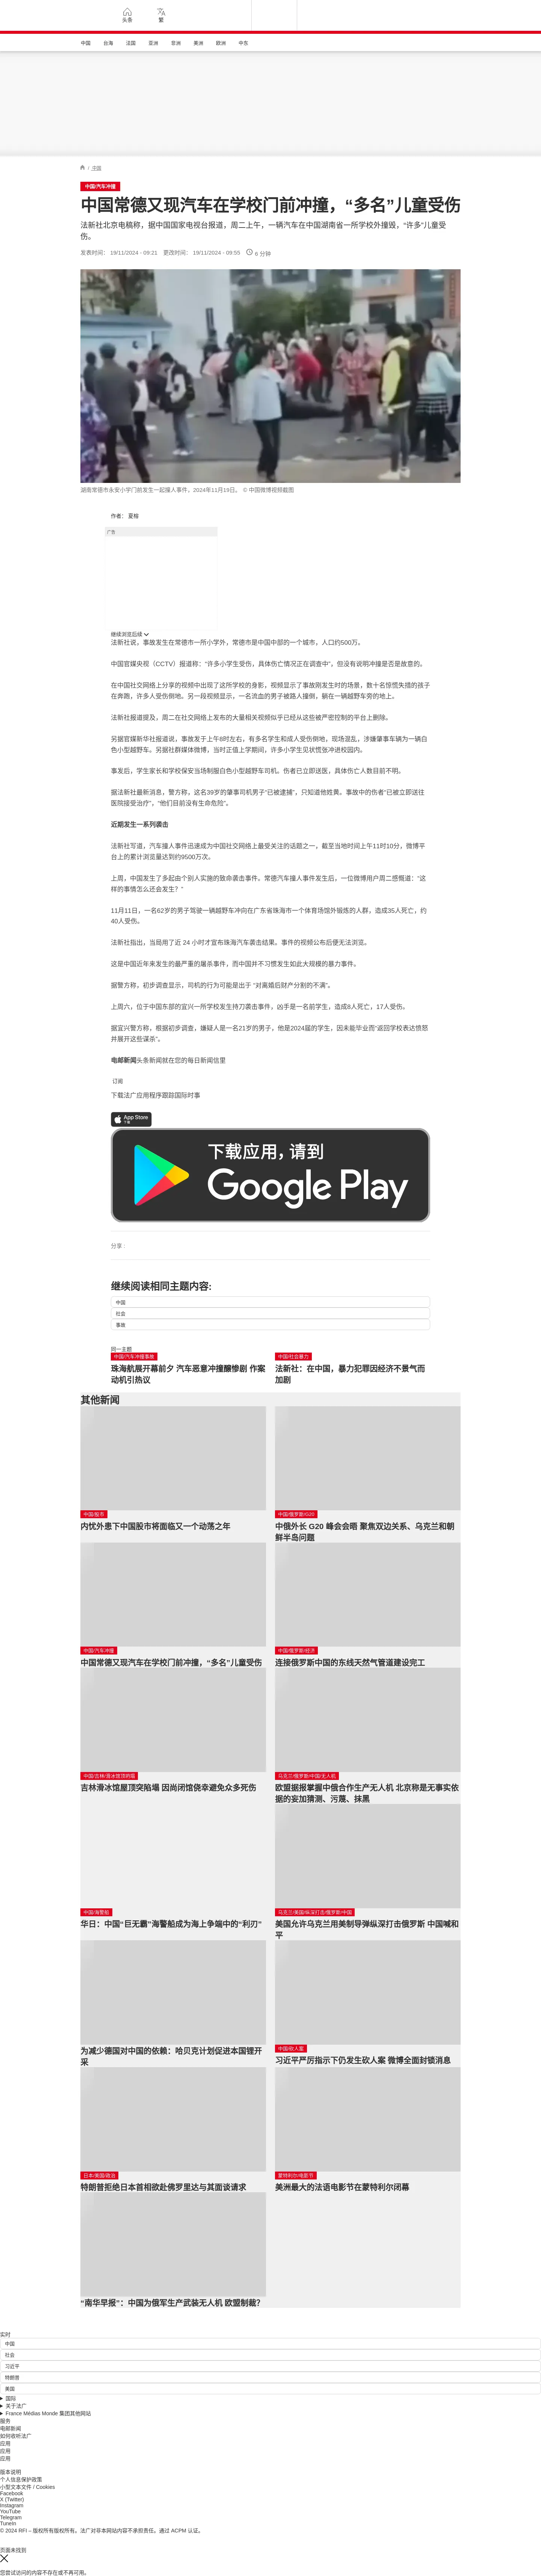 头条
繁
中国
台海
法国
亚洲
非洲
美洲
欧洲
中东
/ 中国
中国/汽车冲撞
中国常德又现汽车在学校门前冲撞，“多名”儿童受伤
法新社北京电稿称，据中国国家电视台报道，周二上午，一辆汽车在中国湖南省一所学校外撞毁，“许多”儿童受
伤。
发表时间： 19/11/2024 - 09:21 更改时间： 19/11/2024 - 09:55 6 分钟
湖南常德市永安小学门前发生一起撞人事件，2024年11月19日。 © 中国微博视频截图
作者： 夏榕
广告
继续浏览后续
法新社说，事故发生在常德市一所小学外，常德市是中国中部的一个城市，人口约500万。
中国官媒央视（CCTV）报道称：“许多小学生受伤，具体伤亡情况正在调查中”，但没有说明冲撞是否是故意的。
在中国社交网络上分享的视频中出现了这所学校的身影，视频显示了事故刚发生时的场景，数十名惊慌失措的孩子
在奔跑，许多人受伤倒地。另一段视频显示，一名流血的男子被路人撞倒，躺在一辆越野车旁的地上。
法新社报道提及，周二在社交网络上发布的大量相关视频似乎已经从这些被严密控制的平台上删除。
另据官媒新华社报道说，事故发于上午8时左右，有多名学生和成人受伤倒地，现场混乱，涉嫌肇事车辆为一辆白
色小型越野车。另据社群媒体微博，当时正值上学期间，许多小学生见状慌张冲进校园内。
事发后，学生家长和学校保安当场制服白色小型越野车司机。伤者已立即送医，具体伤亡人数目前不明。
据法新社最新消息，警方称，这名39岁的肇事司机男子“已被逮捕”，只知道他姓黄。事故中的伤者“已被立即送往
医院接受治疗”，“他们目前没有生命危险”。
近期发生一系列袭击
法新社写道，汽车撞人事件迅速成为中国社交网络上最受关注的话题之一，截至当地时间上午11时10分，微博平
台上的累计浏览量达到约9500万次。
上周，中国发生了多起由个别人实施的致命袭击事件。常德汽车撞人事件发生后，一位微博用户周二感慨道：“这
样的事情怎么还会发生？”
11月11日，一名62岁的男子驾驶一辆越野车冲向在广东省珠海市一个体育场馆外锻炼的人群，造成35人死亡，约
40人受伤。
法新社指出，当局用了近 24 小时才宣布珠海汽车袭击结果。事件的视频公布后便无法浏览。
这是中国近年来发生的最严重的屠杀事件，而中国并不习惯发生如此大规模的暴力事件。
据警方称，初步调查显示，司机的行为可能是出于 “对离婚后财产分割的不满”。
上周六，位于中国东部的宜兴一所学校发生持刀袭击事件，凶手是一名前学生，造成8人死亡，17人受伤。
据宜兴警方称，根据初步调查，嫌疑人是一名21岁的男子，他是2024届的学生，因未能毕业而“返回学校表达愤怒
并展开这些谋杀”。
电邮新闻头条新闻就在您的每日新闻信里
订阅
下载法广应用程序跟踪国际时事
App Store
下载
下载应用，请到
Google Play
分享 :
继续阅读相同主题内容:
中国
社会
事故
同一主题
中国/汽车冲撞事故
珠海航展开幕前夕 汽车恶意冲撞酿惨剧 作案
动机引热议
中国/社会暴力
法新社：在中国，暴力犯罪因经济不景气而
加剧
其他新闻
中国/股市
内忧外患下中国股市将面临又一个动荡之年
中国/俄罗斯/G20
中俄外长 G20 峰会会晤 聚焦双边关系、乌克兰和朝
鲜半岛问题
中国/汽车冲撞
中国常德又现汽车在学校门前冲撞，“多名”儿童受伤
中国/俄罗斯/经济
连接俄罗斯中国的东线天然气管道建设完工
中国/吉林/滑冰馆顶坍塌
吉林滑冰馆屋顶突陷塌 因尚闭馆侥幸避免众多死伤
乌克兰/俄罗斯/中国/无人机
欧盟据报掌握中俄合作生产无人机 北京称是无事实依
据的妄加猜测、污蔑、抹黑
中国/海警船
华日：中国“巨无霸”海警船成为海上争端中的“利刃”
乌克兰/美国/纵深打击/俄罗斯/中国
美国允许乌克兰用美制导弹纵深打击俄罗斯 中国喊和
平
为减少德国对中国的依赖：哈贝克计划促进本国锂开
采
中国/砍人案
习近平严厉指示下仍发生砍人案 微博全面封锁消息
日本/美国/政治
特朗普拒绝日本首相欲赴佛罗里达与其面谈请求
蒙特利尔/电影节
美洲最大的法语电影节在蒙特利尔闭幕
“南华早报”：中国为俄军生产武装无人机 欧盟制裁？
实时
中国
社会
习近平
特朗普
美国
国际
关于法广
France Médias Monde 集团其他网站
服务
电邮新闻
如何收听法广
应用
应用
应用
版本说明
个人信息保护政策
小型文本文件 / Cookies
Facebook
X (Twitter)
Instagram
YouTube
Telegram
TuneIn
© 2024 RFI – 版权所有版权所有。法广对非本网站内容不承担责任。通过 ACPM 认证。
页面未找到
您尝试访问的内容不存在或不再可用。